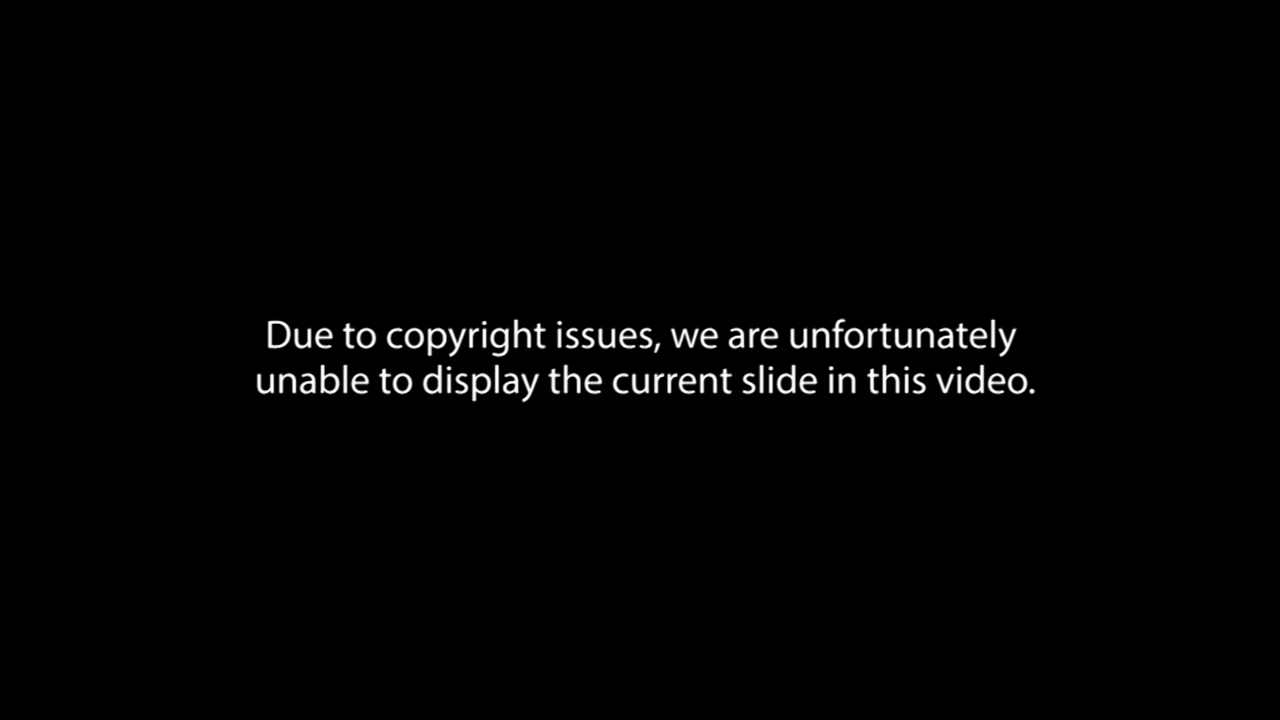 Due to copyright issues, we are unfortunately
unable to display the current slide in this video.